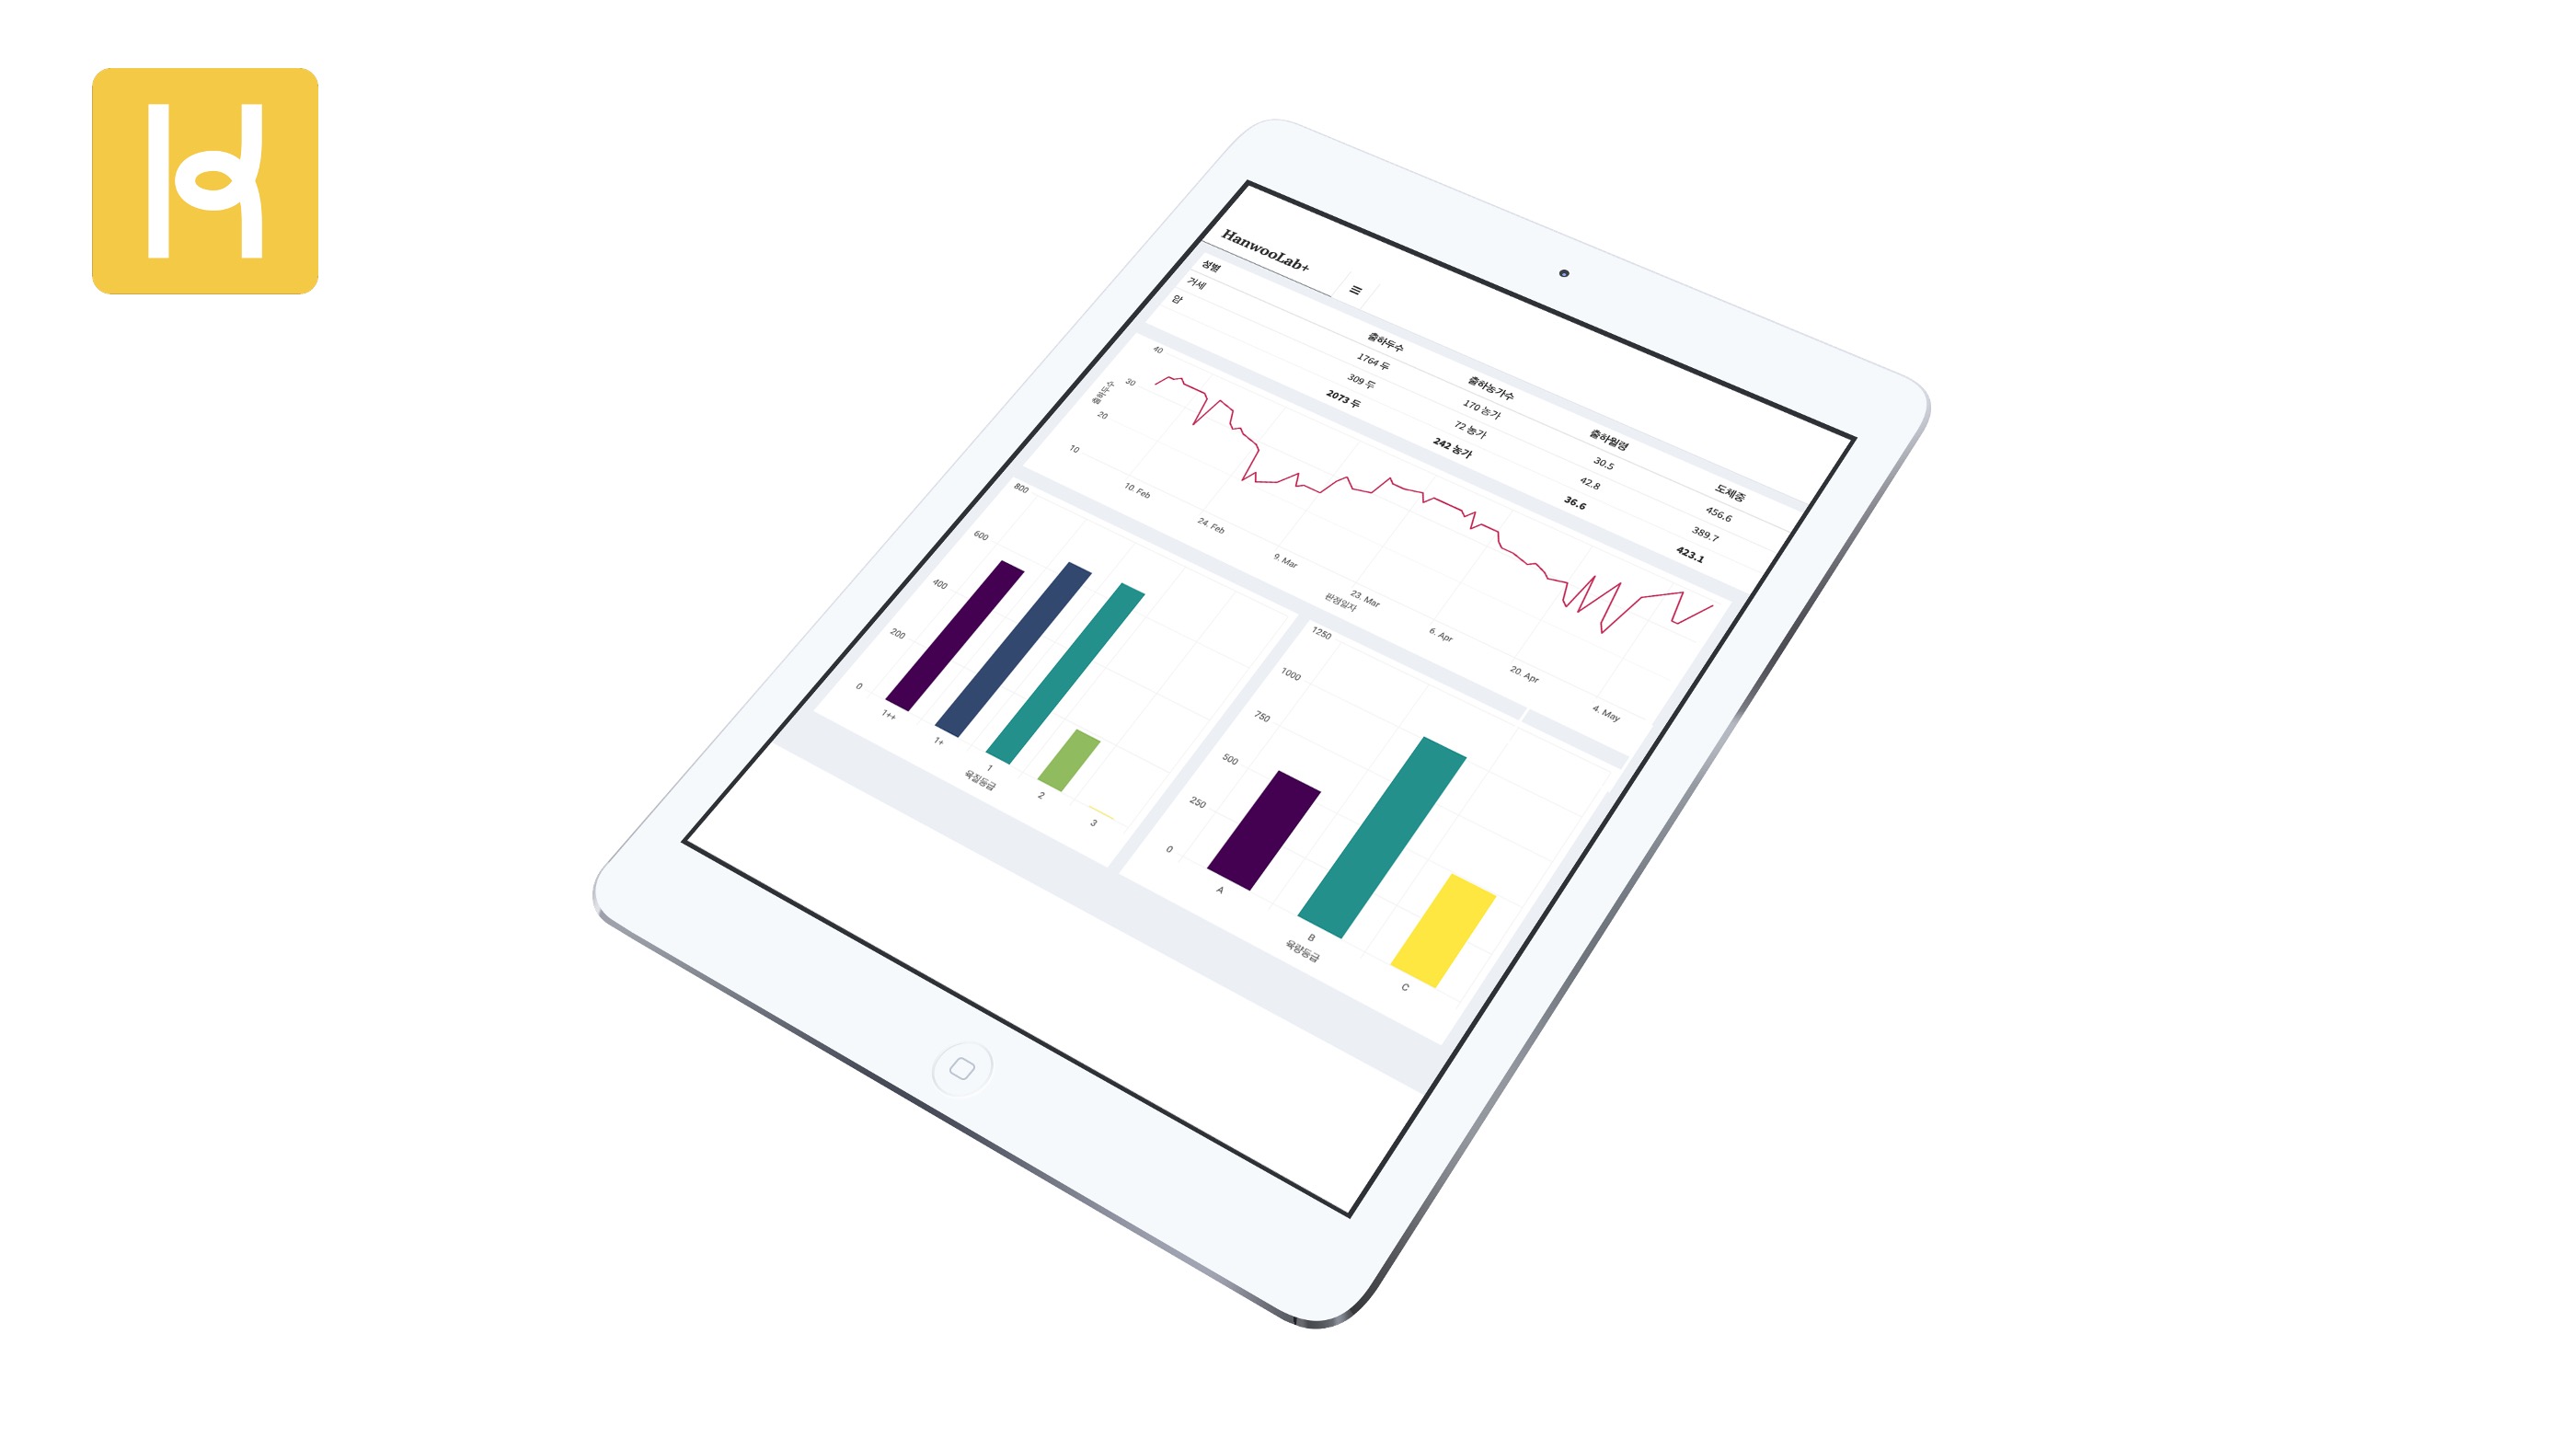 HanwooLab+
성별 출하두수 출하농가수 출하월령 도체중
거세 1764 두 170 농가 30.5 456.6
암 309 두 72 농가 42.8 389.7
2073 두 242 농가 36.6 423.1
출하두수
40
30
20
10
10. Feb 24. Feb 9. Mar 23. Mar 6. Apr 20. Apr 4. May
판정일자
800
600
400
200
0
1++ 1+ 1 2 3
육질등급
1250
1000
750
500
250
0
A B C
육량등급